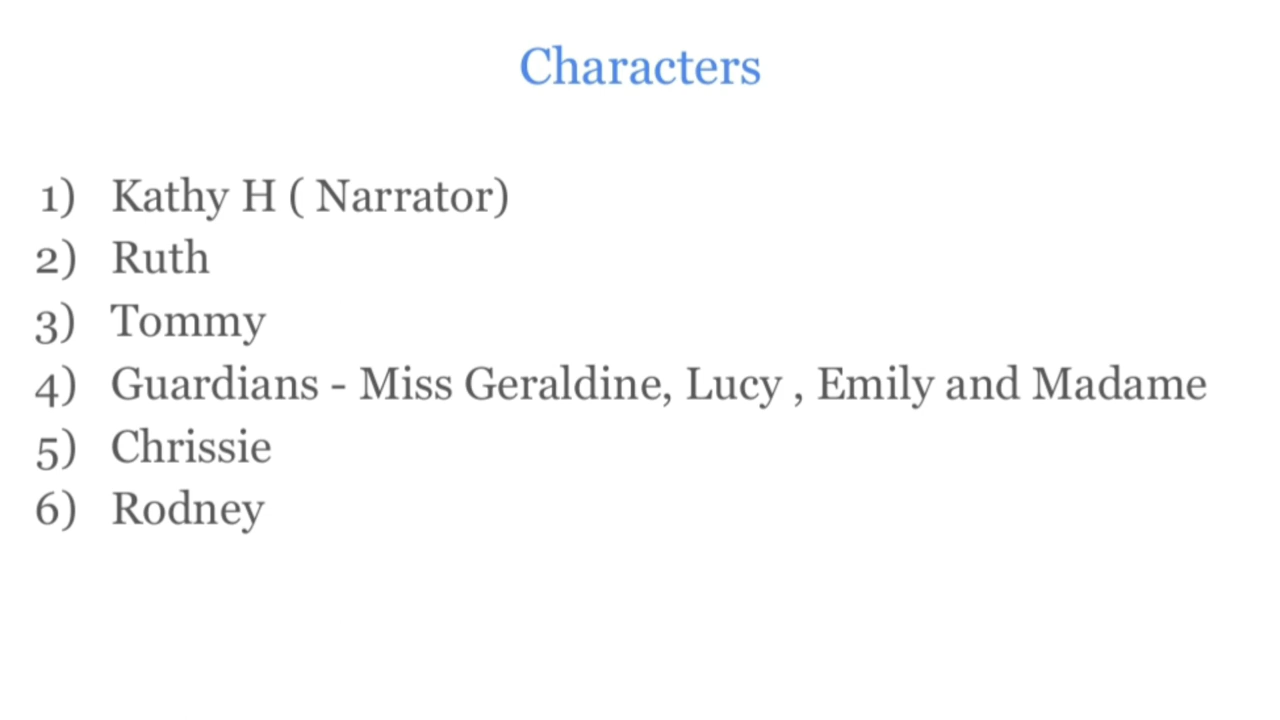 Characters
1) Kathy H ( Narrator)
2) Ruth
3) Tommy
4) Guardians - Miss Geraldine, Lucy , Emily and Madame
5) Chrissie
6) Rodney